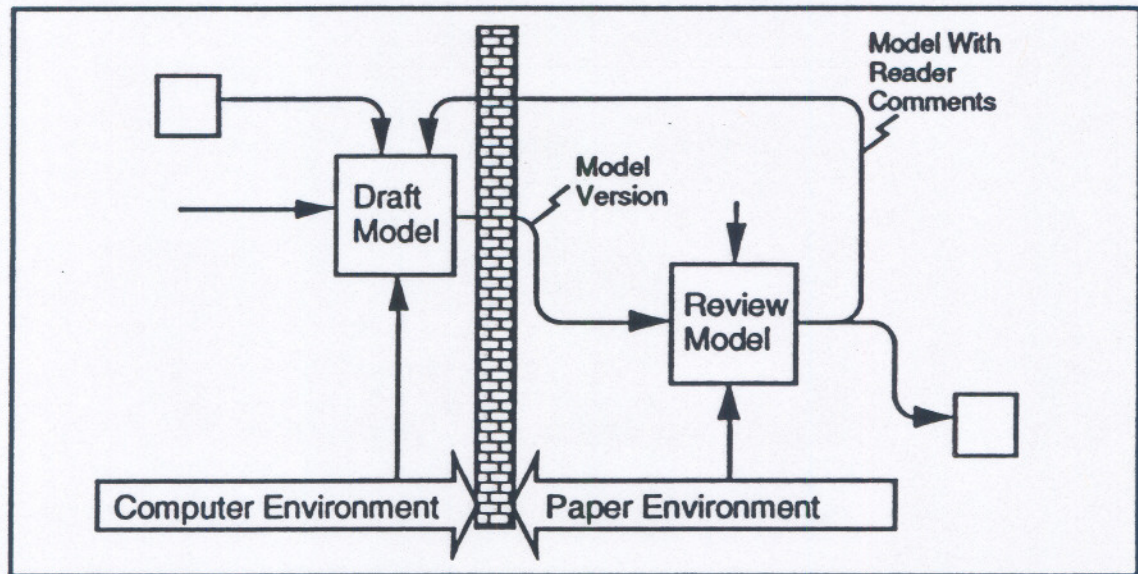 Model With
Reader
Comments
Model
Version
Draft
Model
Review
Model
Computer Environment
Paper Environment